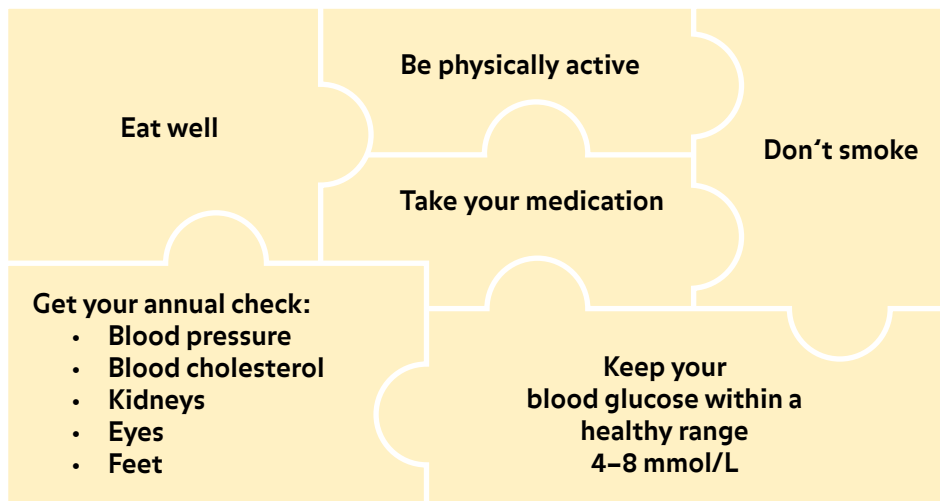 Eat well
Be physically active
Don‘t smoke
Take your medication
Get your annual check:
• Blood pressure
• Blood cholesterol
• Kidneys
• Eyes
• Feet
Keep your
blood glucose within a
healthy range
4–8 mmol/L